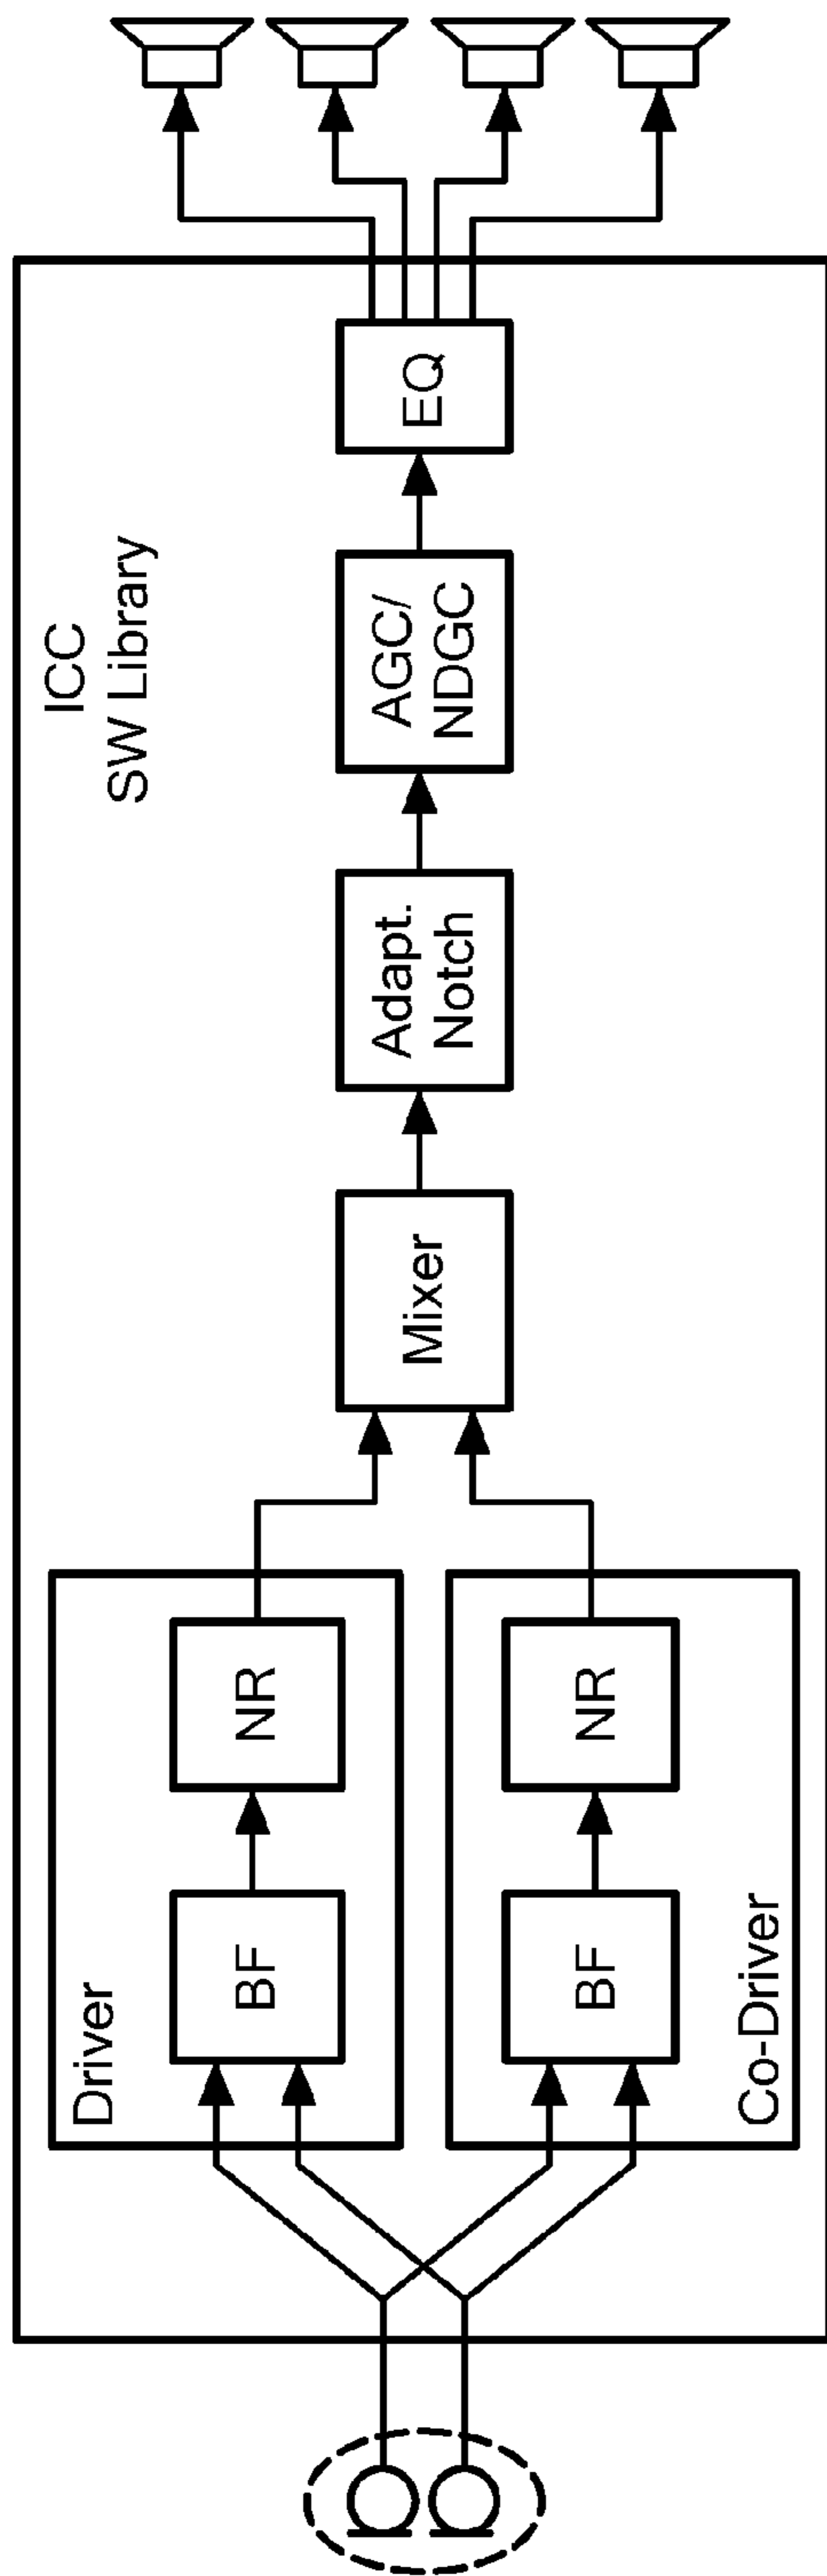 Driver
BF
NR
BF
NR
Co-Driver
Mixer
Adapt.
Notch
AGC/
NDGC
EQ
ICC
SW Library